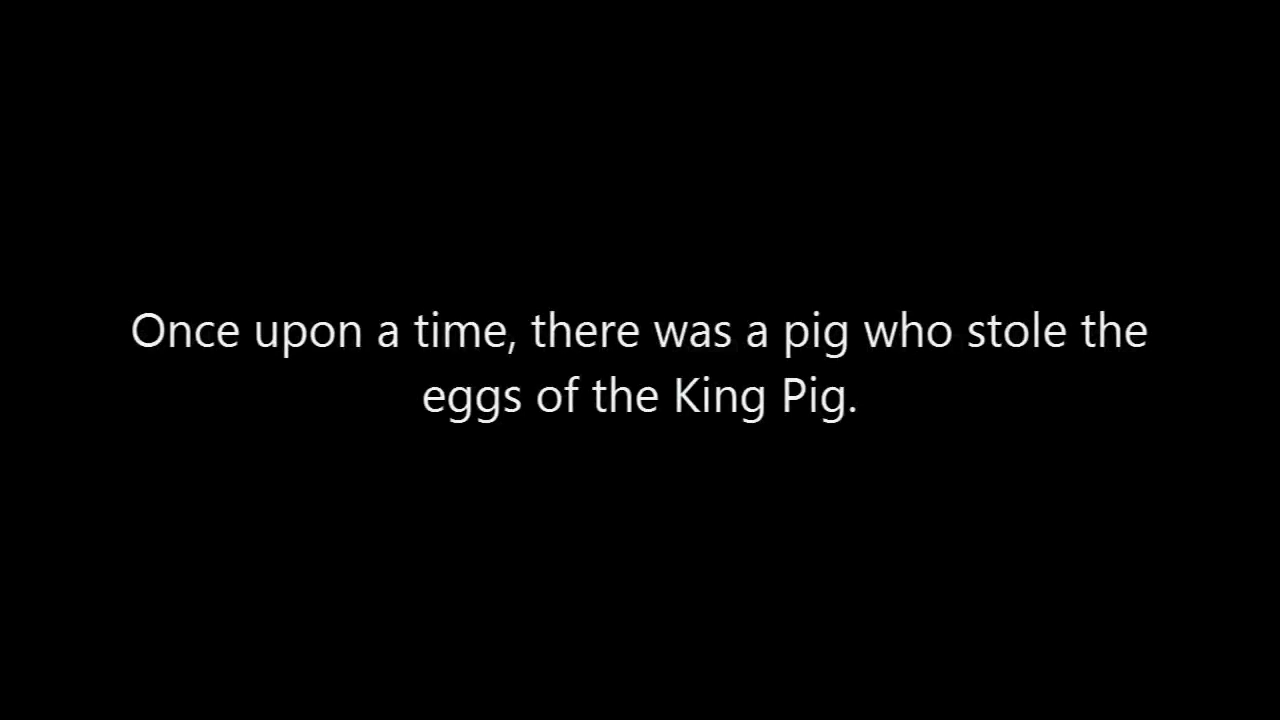 Once upon a time, there was a pig who stole the
eggs of the King Pig.